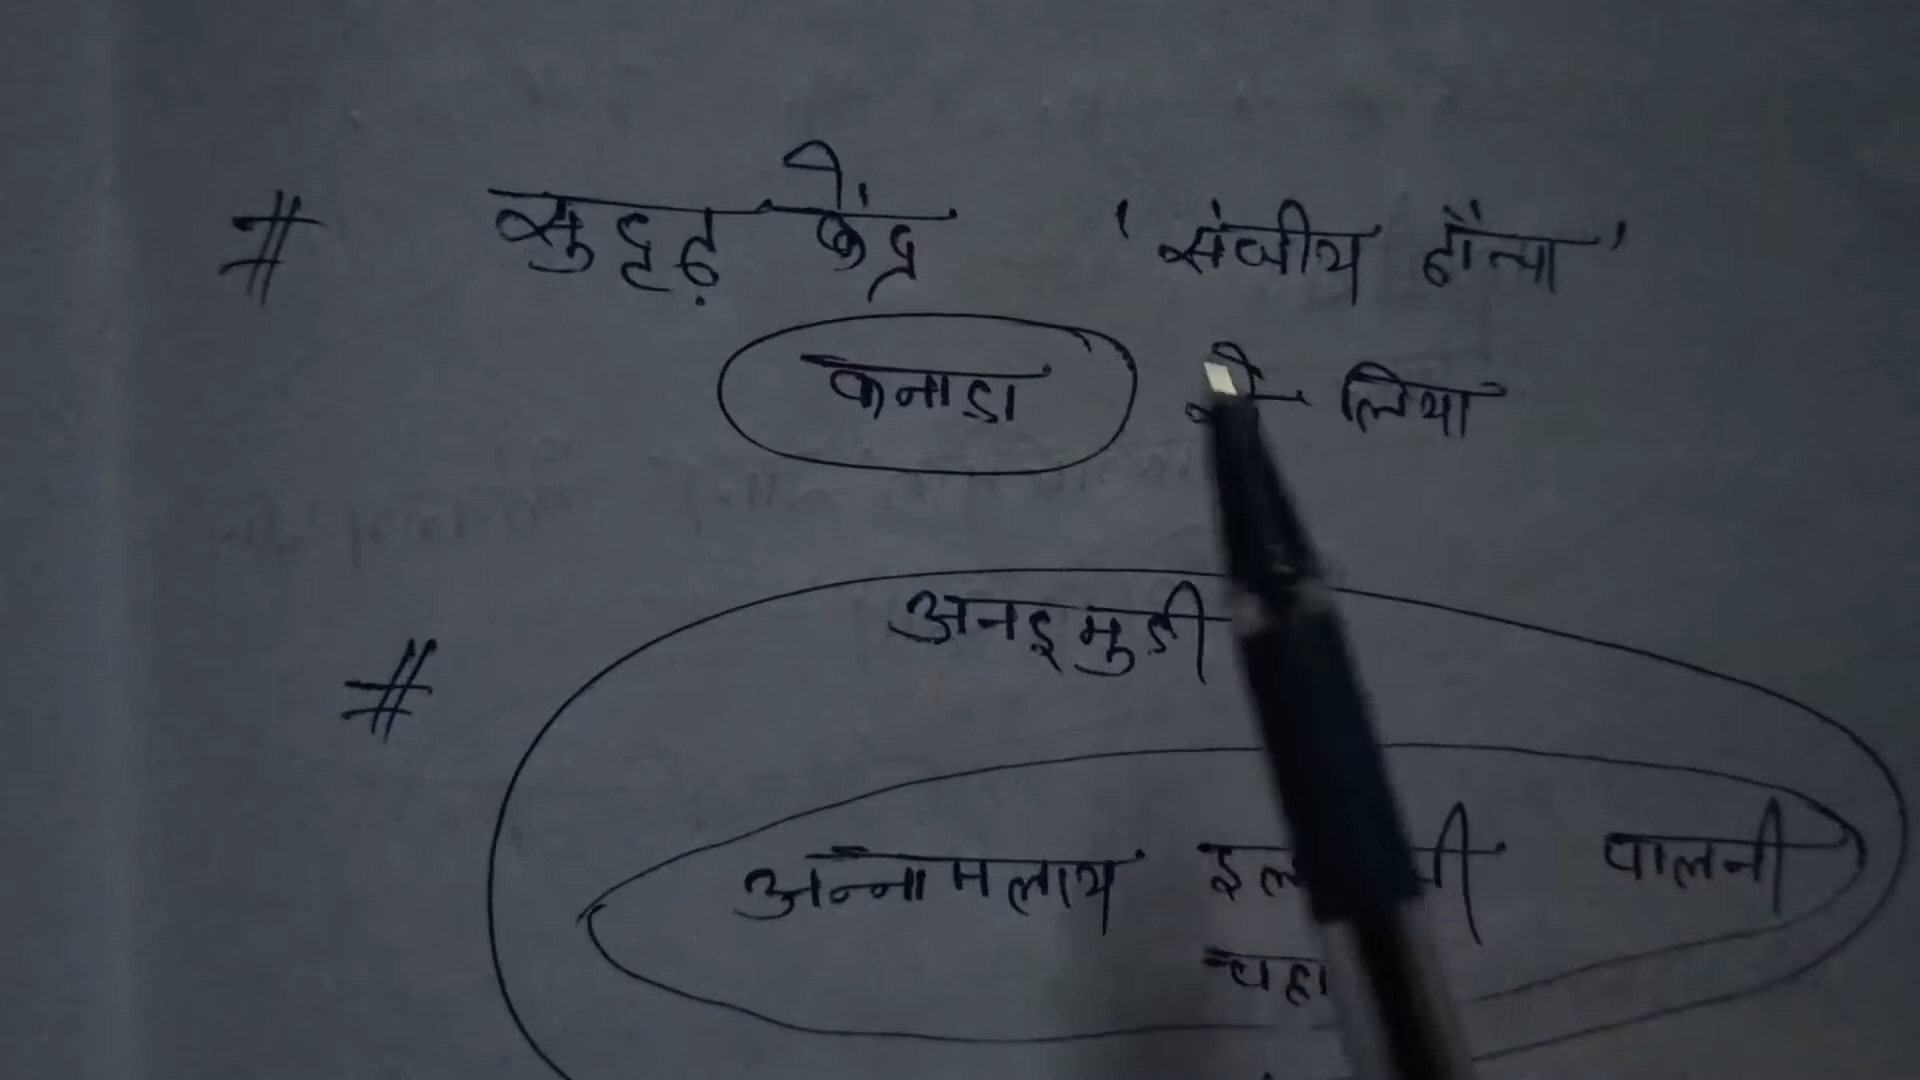 # सुदृढ़ केंद्र 'संघीय ढाँचा'
कनाडा से लिया
# अनइमुडी
अन्नामलाय पालनी